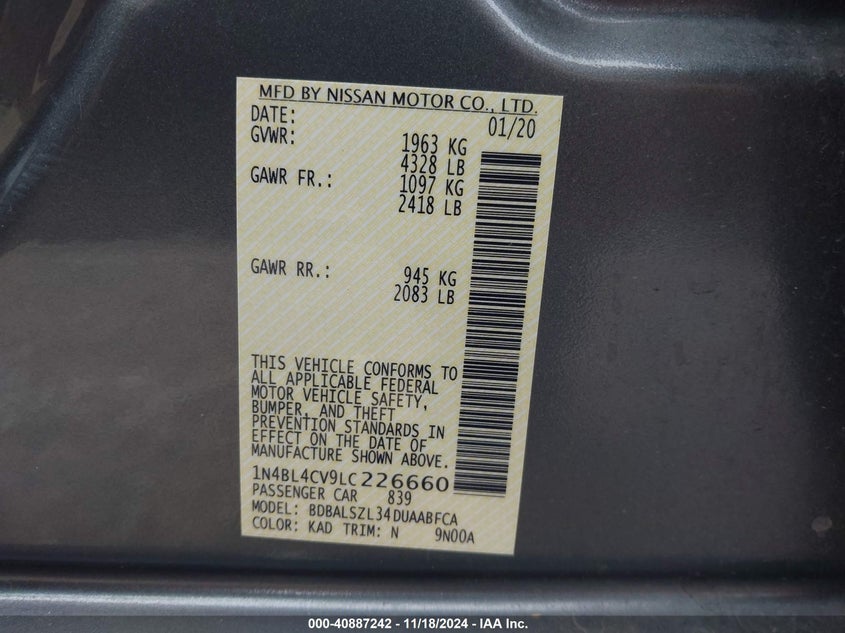 MFD BY NISSAN MOTOR CO., LTD.
DATE: 01/20
GVWR: 1963 KG
4328 LB
GAWR FR.: 1097 KG
2418 LB
GAWR RR.: 945 KG
2083 LB
THIS VEHICLE CONFORMS TO
ALL APPLICABLE FEDERAL
MOTOR VEHICLE SAFETY,
BUMPER, AND THEFT
PREVENTION STANDARDS IN
EFFECT ON THE DATE OF
MANUFACTURE SHOWN ABOVE.
1N4BL4CV9LC226660
PASSENGER CAR 839
MODEL: BDBALSZL34DUAABFCA
COLOR: KAD TRIM: N 9N00A
000-40887242 - 11/18/2024 - IAA Inc.